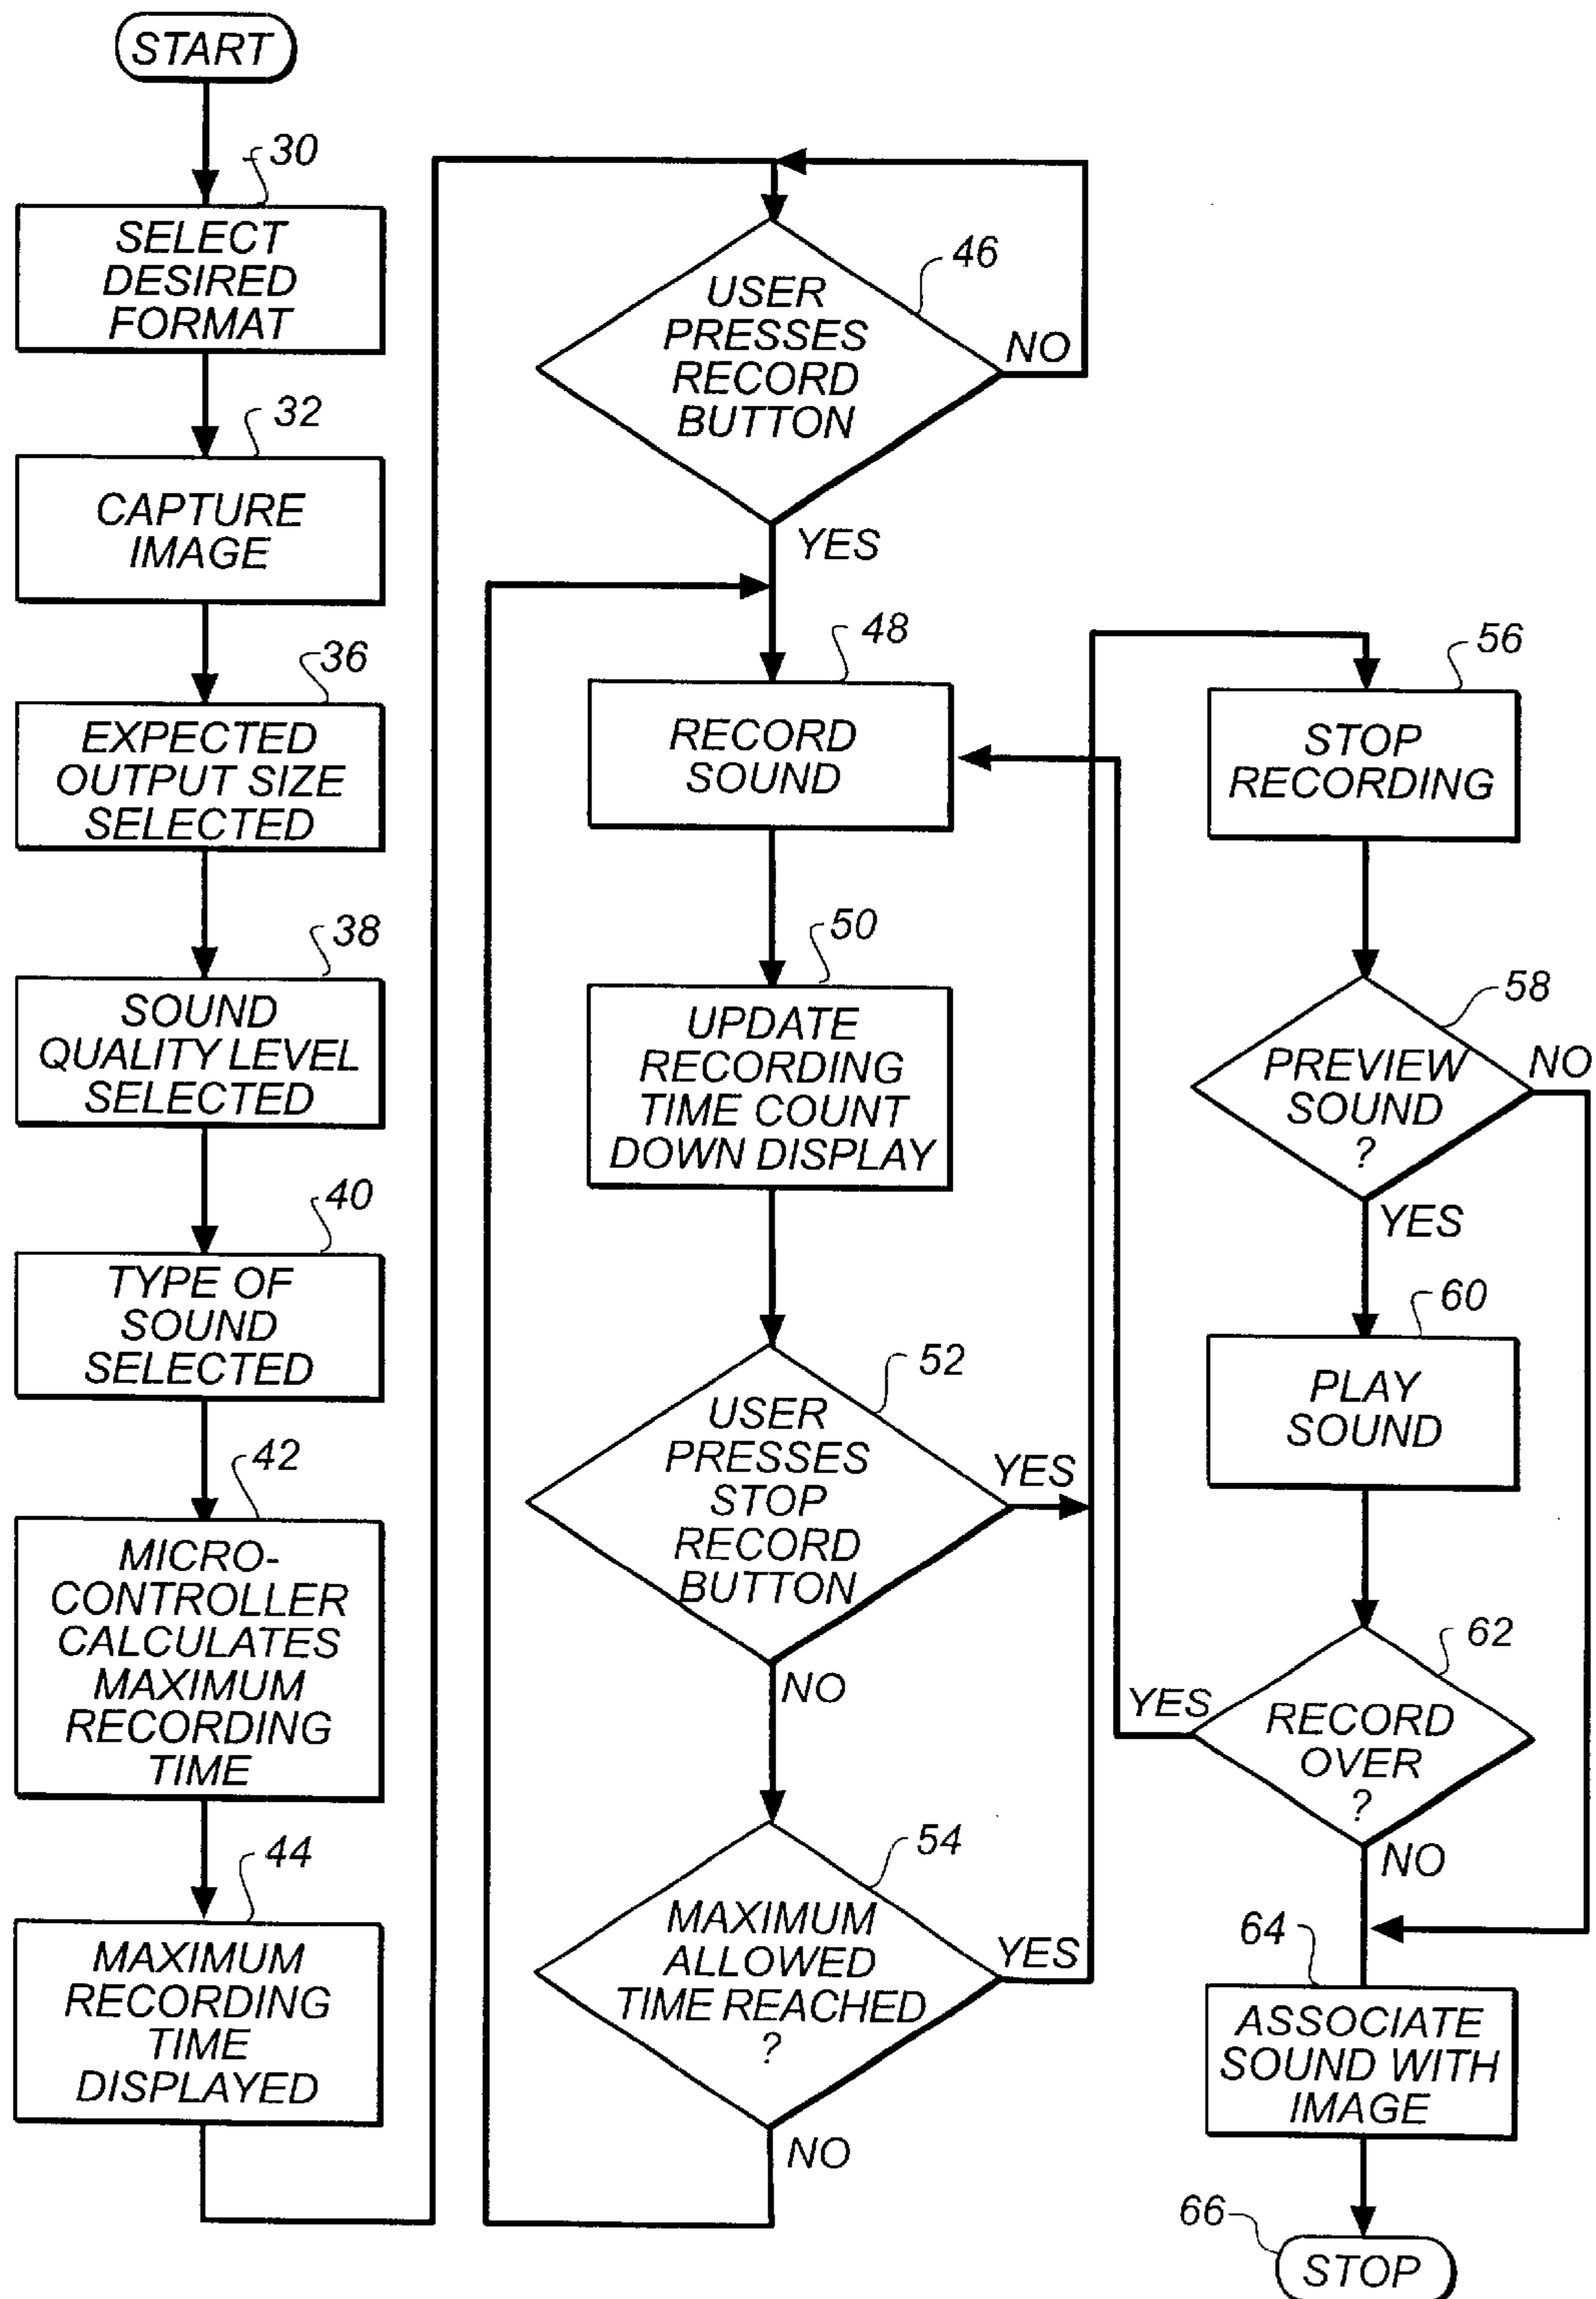 START
30
SELECT
DESIRED
FORMAT
32
CAPTURE
IMAGE
36
EXPECTED
OUTPUT SIZE
SELECTED
38
SOUND
QUALITY LEVEL
SELECTED
40
TYPE OF
SOUND
SELECTED
42
MICRO-
CONTROLLER
CALCULATES
MAXIMUM
RECORDING
TIME
44
MAXIMUM
RECORDING
TIME
DISPLAYED
46
USER
PRESSES
RECORD
BUTTON
NO
YES
48
RECORD
SOUND
50
UPDATE
RECORDING
TIME COUNT
DOWN DISPLAY
52
USER
PRESSES
STOP
RECORD
BUTTON
YES
NO
54
MAXIMUM
ALLOWED
TIME REACHED
?
YES
NO
56
STOP
RECORDING
58
PREVIEW
SOUND
?
NO
YES
60
PLAY
SOUND
62
RECORD
OVER
?
YES
NO
64
ASSOCIATE
SOUND WITH
IMAGE
66
STOP